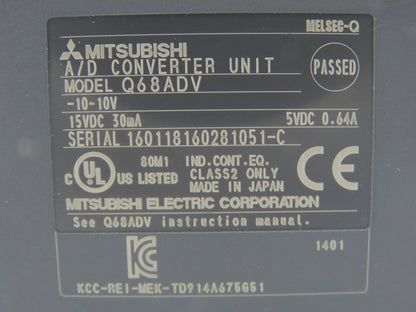 MELSEC-Q
MITSUBISHI
A/D CONVERTER UNIT
PASSED
MODEL Q68ADV
-10~10V
15VDC 30mA 5VDC 0.64A
SERIAL 160118160281051-C
80M1 IND.CONT.EQ.
C UL US LISTED CLASS2 ONLY
MADE IN JAPAN
MITSUBISHI ELECTRIC CORPORATION
See Q68ADV instruction manual.
1401
KCC-REI-MEK-TD914A675G51